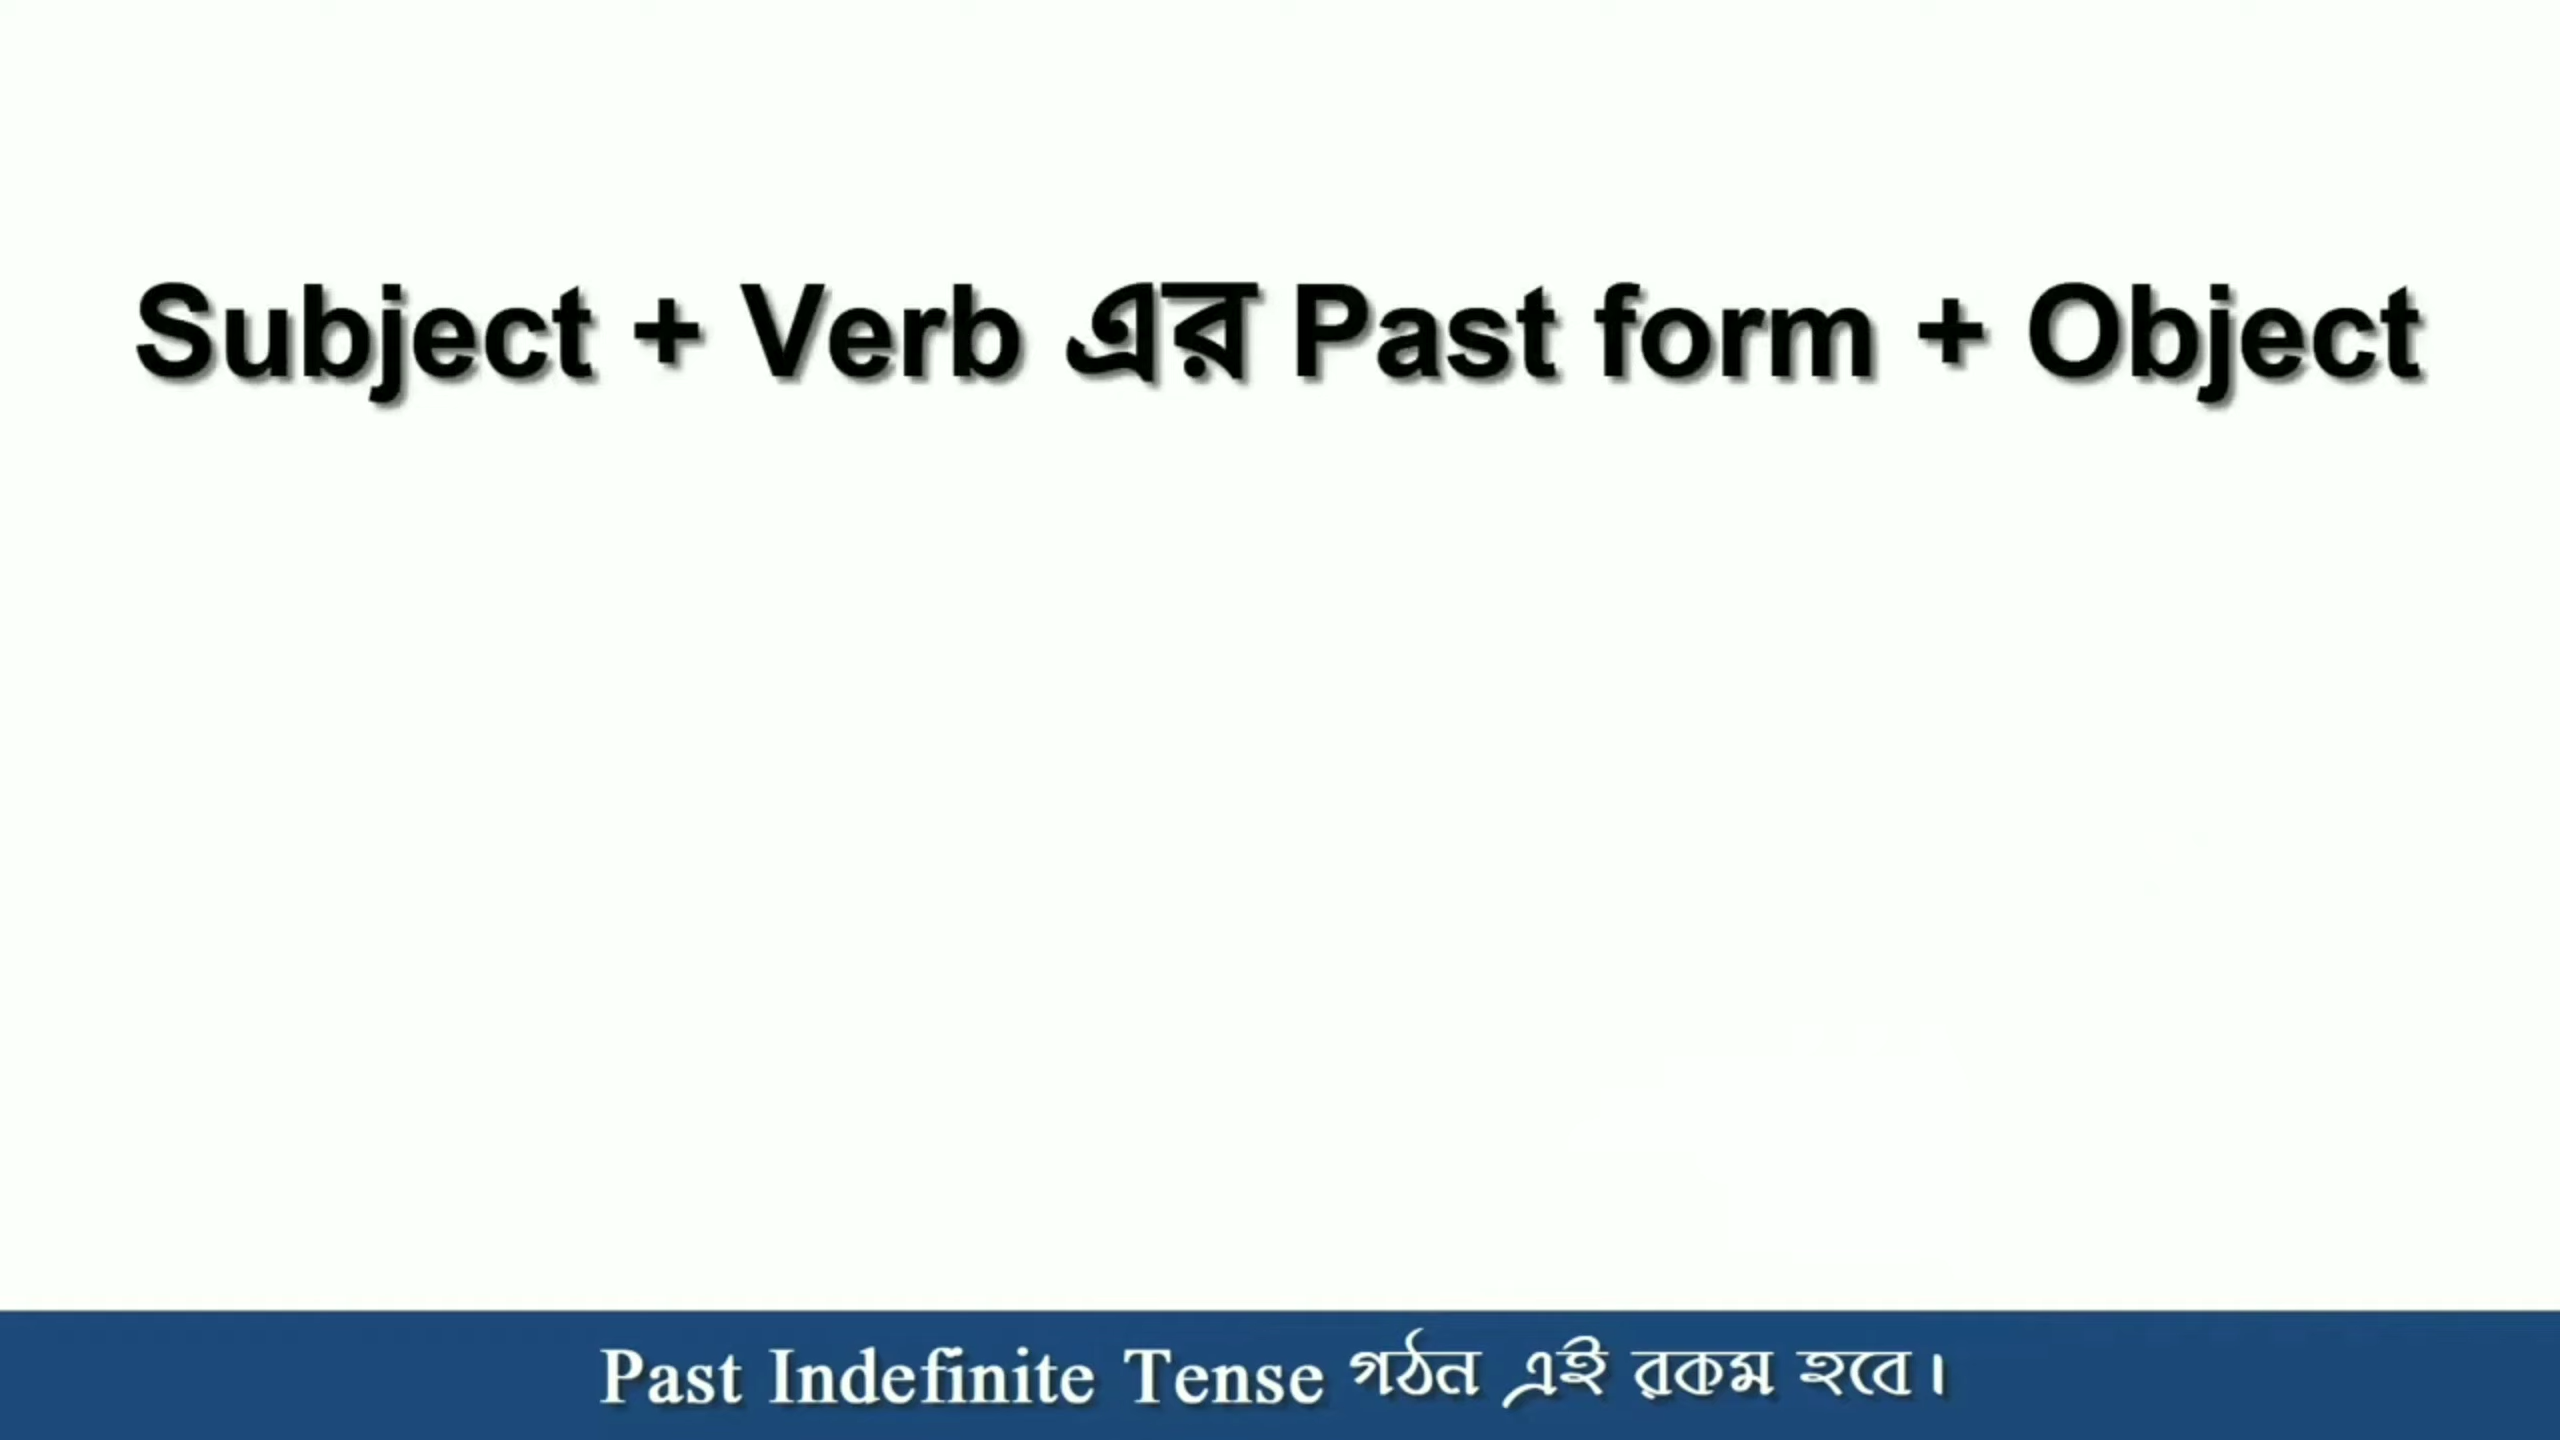 Subject + Verb এর Past form + Object
Past Indefinite Tense গঠন এই রকম হবে।